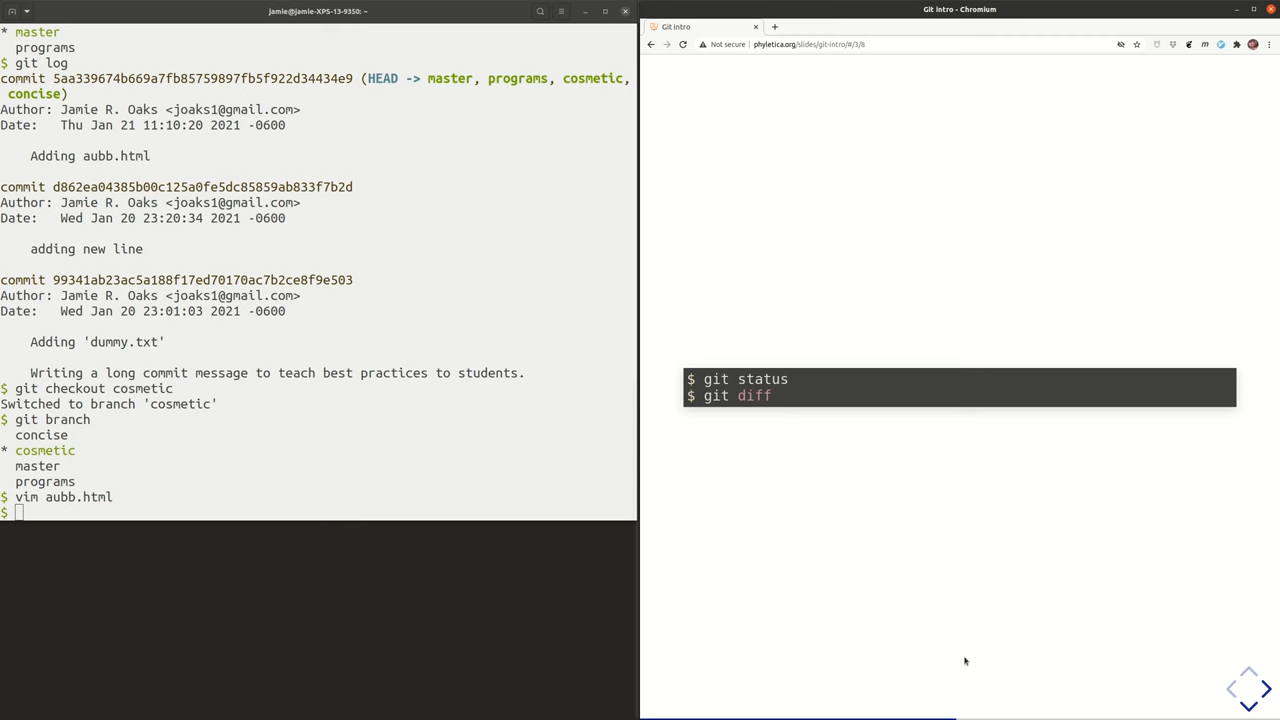 jamie@jamie-XPS-13-9350: ~
* master
programs
$ git log
commit 5aa339674b669a7fb85759897fb5f922d34434e9 (HEAD -> master, programs, cosmetic,
concise)
Author: Jamie R. Oaks <joaks1@gmail.com>
Date:   Thu Jan 21 11:10:20 2021 -0600
Adding aubb.html
commit d862ea04385b00c125a0fe5dc85859ab833f7b2d
Author: Jamie R. Oaks <joaks1@gmail.com>
Date:   Wed Jan 20 23:20:34 2021 -0600
adding new line
commit 99341ab23ac5a188f17ed70170ac7b2ce8f9e503
Author: Jamie R. Oaks <joaks1@gmail.com>
Date:   Wed Jan 20 23:01:03 2021 -0600
Adding 'dummy.txt'
Writing a long commit message to teach best practices to students.
$ git checkout cosmetic
Switched to branch 'cosmetic'
$ git branch
concise
* cosmetic
master
programs
$ vim aubb.html
$
Git intro - Chromium
Git intro
Not secure | phyletica.org/slides/git-intro/#/3/8
$ git status
$ git diff